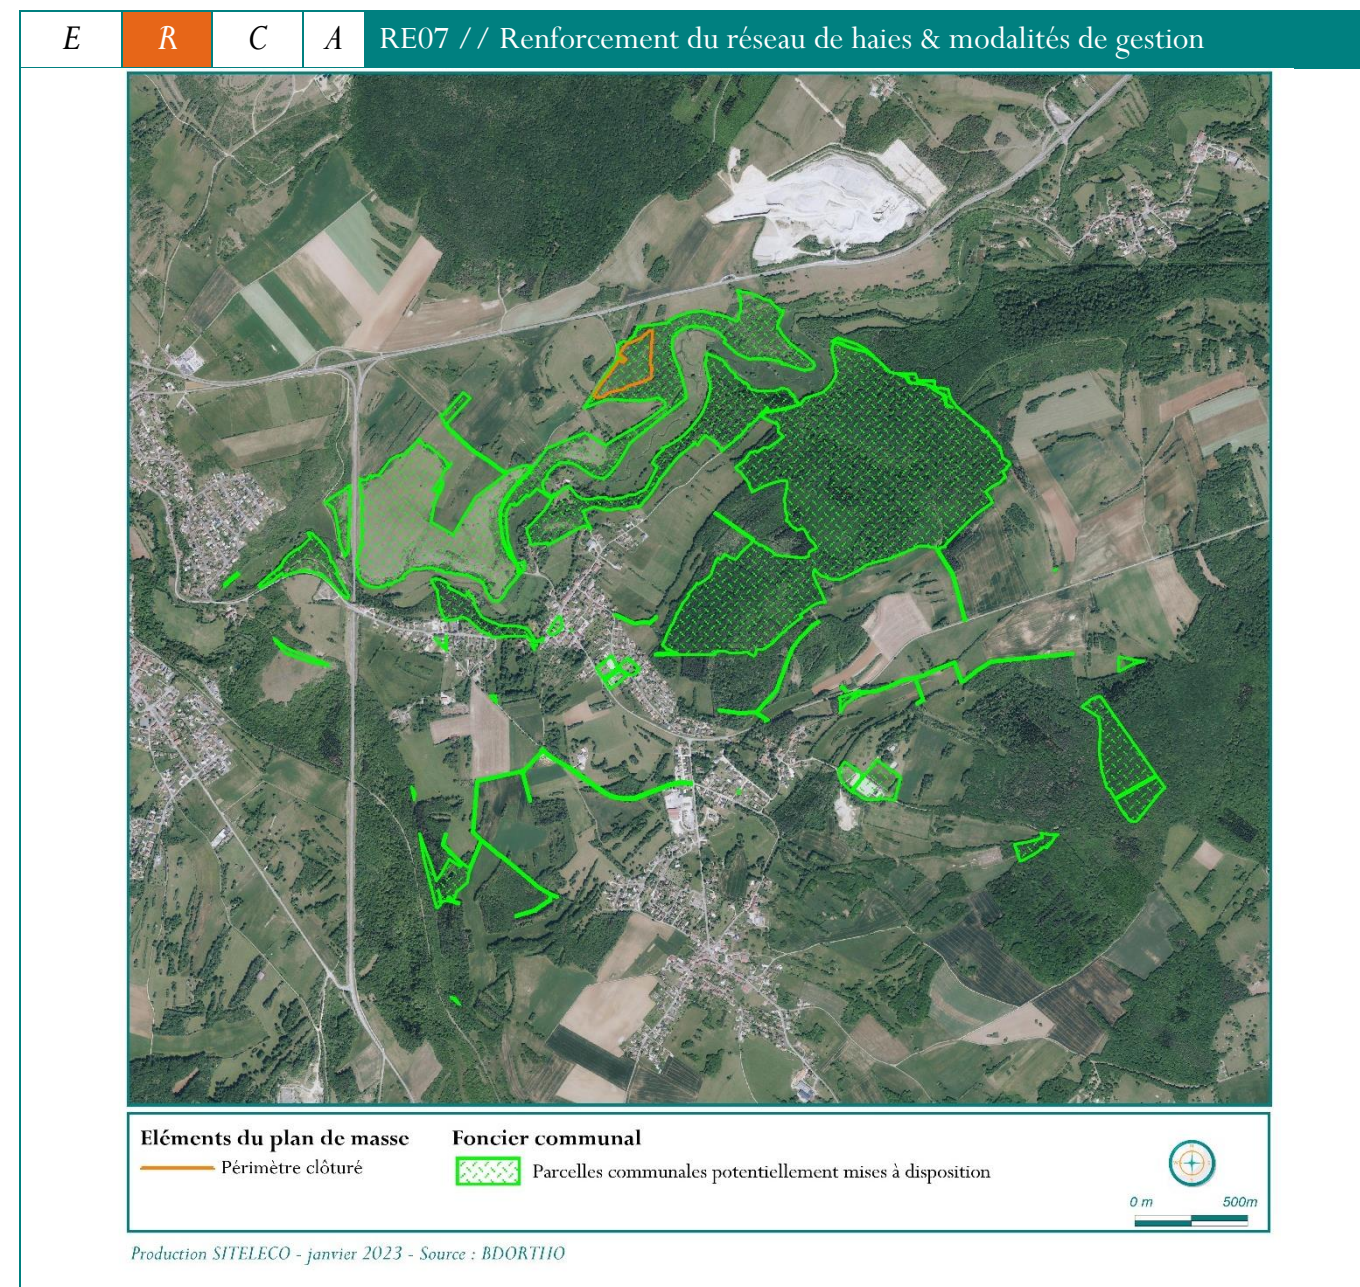 E R C A RE07 // Renforcement du réseau de haies & modalités de gestion
Eléments du plan de masse Foncier communal
Périmètre clôturé Parcelles communales potentiellement mises à disposition
0 m 500m
Production SITELECO - janvier 2023 - Source : BDORTHO